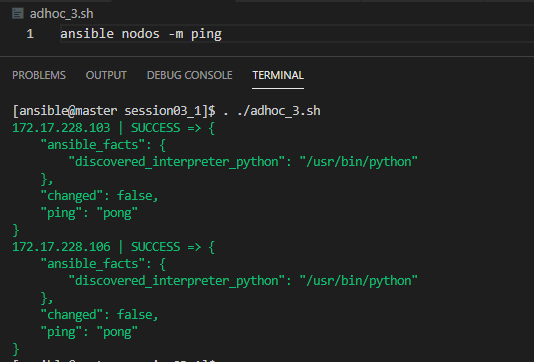 adhoc_3.sh
1 ansible nodos -m ping
PROBLEMS OUTPUT DEBUG CONSOLE TERMINAL
[ansible@master session03_1]$ . ./adhoc_3.sh
172.17.228.103 | SUCCESS => {
    "ansible_facts": {
        "discovered_interpreter_python": "/usr/bin/python"
    },
    "changed": false,
    "ping": "pong"
}
172.17.228.106 | SUCCESS => {
    "ansible_facts": {
        "discovered_interpreter_python": "/usr/bin/python"
    },
    "changed": false,
    "ping": "pong"
}